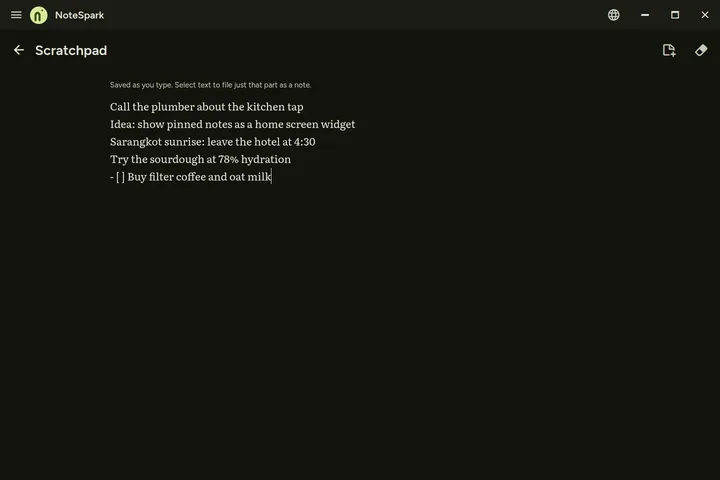 NoteSpark
Scratchpad
Saved as you type. Select text to file just that part as a note.
Call the plumber about the kitchen tap
Idea: show pinned notes as a home screen widget
Sarangkot sunrise: leave the hotel at 4:30
Try the sourdough at 78% hydration
- [ ] Buy filter coffee and oat milk